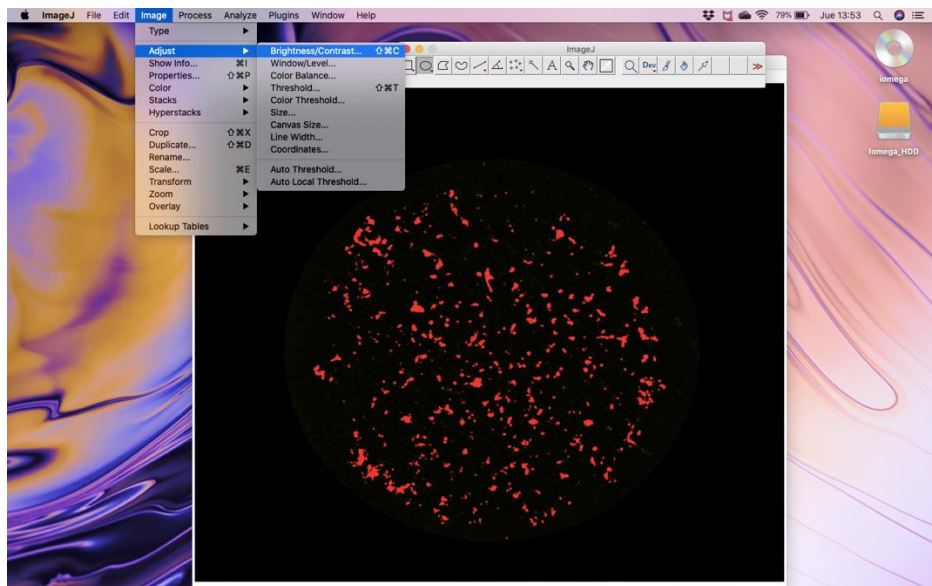 ImageJ File Edit Image Process Analyze Plugins Window Help 79% Jue 13:53
ImageJ
Type
Adjust
Show Info... ⌘I
Properties... ⇧⌘P
Color
Stacks
Hyperstacks
Crop ⇧⌘X
Duplicate... ⇧⌘D
Rename...
Scale... ⌘E
Transform
Zoom
Overlay
Lookup Tables
Brightness/Contrast... ⇧⌘C
Window/Level...
Color Balance...
Threshold... ⇧⌘T
Color Threshold...
Size...
Canvas Size...
Line Width...
Coordinates...
Auto Threshold...
Auto Local Threshold...
A Dev
iomega
Iomega_HDD